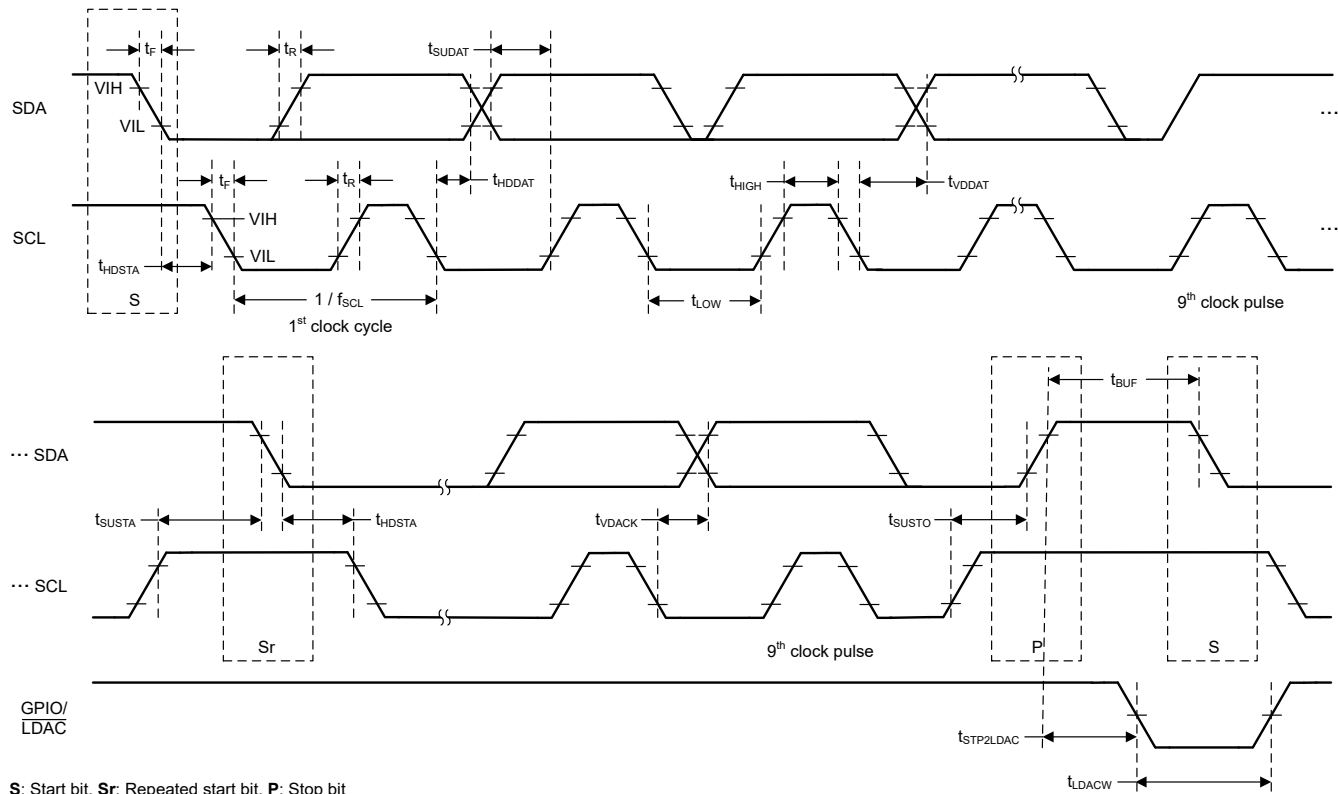 tF
tR
tSUDAT
VIH
SDA
VIL
...
tF
tR
tHDDAT
tHIGH
tVDDAT
VIH
SCL
VIL
...
tHDSTA
S
1 / fSCL
tLOW
9th clock pulse
1st clock cycle
tBUF
... SDA
tSUSTA
tHDSTA
tVDACK
tSUSTO
... SCL
Sr
9th clock pulse
P
S
GPIO/
LDAC
tSTP2LDAC
tLDACW
S: Start bit, Sr: Repeated start bit, P: Stop bit